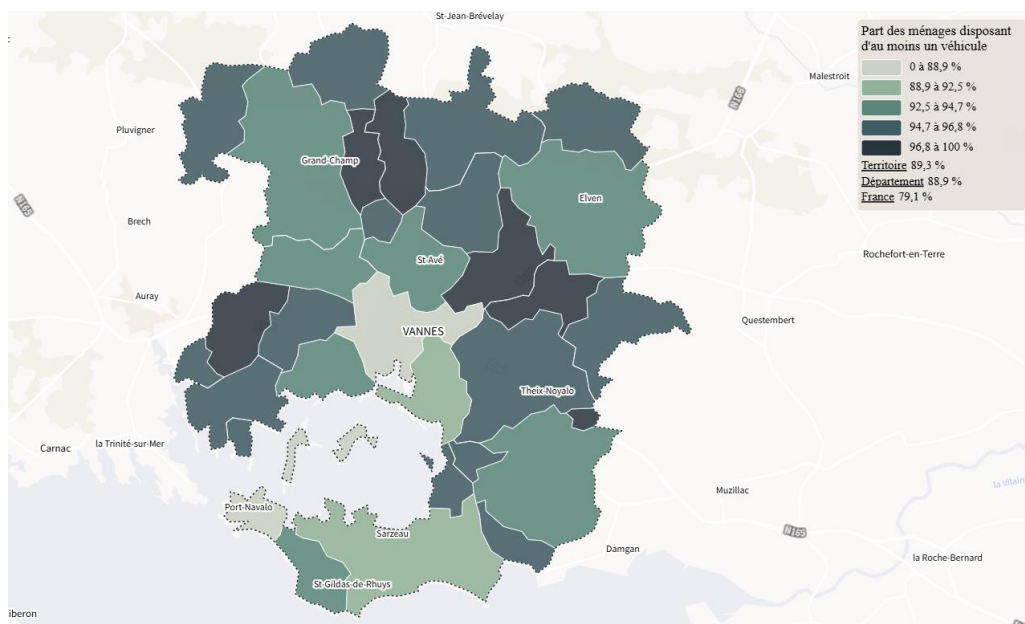 St-Jean-Brévelay
Part des ménages disposant
d'au moins un véhicule
0 à 88,9 %
88,9 à 92,5 %
92,5 à 94,7 %
94,7 à 96,8 %
96,8 à 100 %
Territoire 89,3 %
Département 88,9 %
France 79,1 %
Malestroit
N166
Pluvigner
Grand-Champ
Elven
N165
Brech
St-Avé
Rochefort-en-Terre
Auray
Questembert
VANNES
Theix-Noyalo
Carnac
la Trinité-sur-Mer
Muzillac
la Vilain
Port-Navalo
Sarzeau
N165
Damgan
la Roche-Bernard
St-Gildas-de-Rhuys
iberon